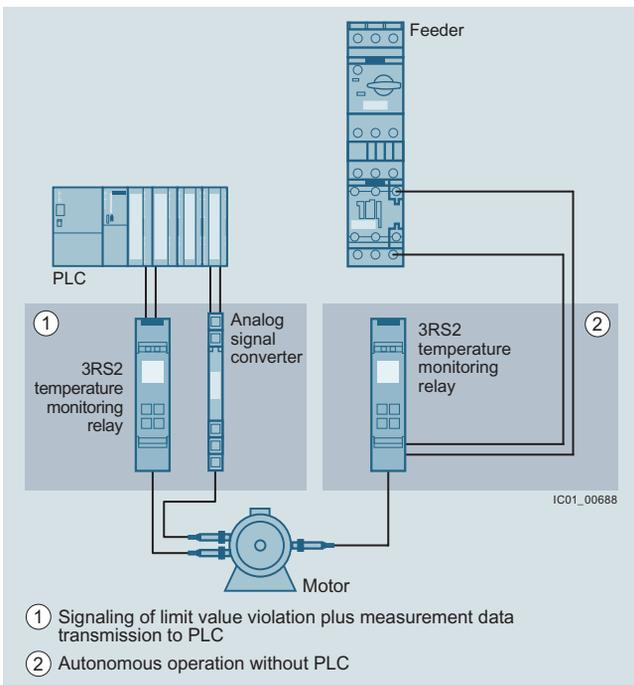 Feeder
PLC
1
3RS2
temperature
monitoring
relay
Analog
signal
converter
3RS2
temperature
monitoring
relay
2
IC01_00688
Motor
1 Signaling of limit value violation plus measurement data
transmission to PLC
2 Autonomous operation without PLC